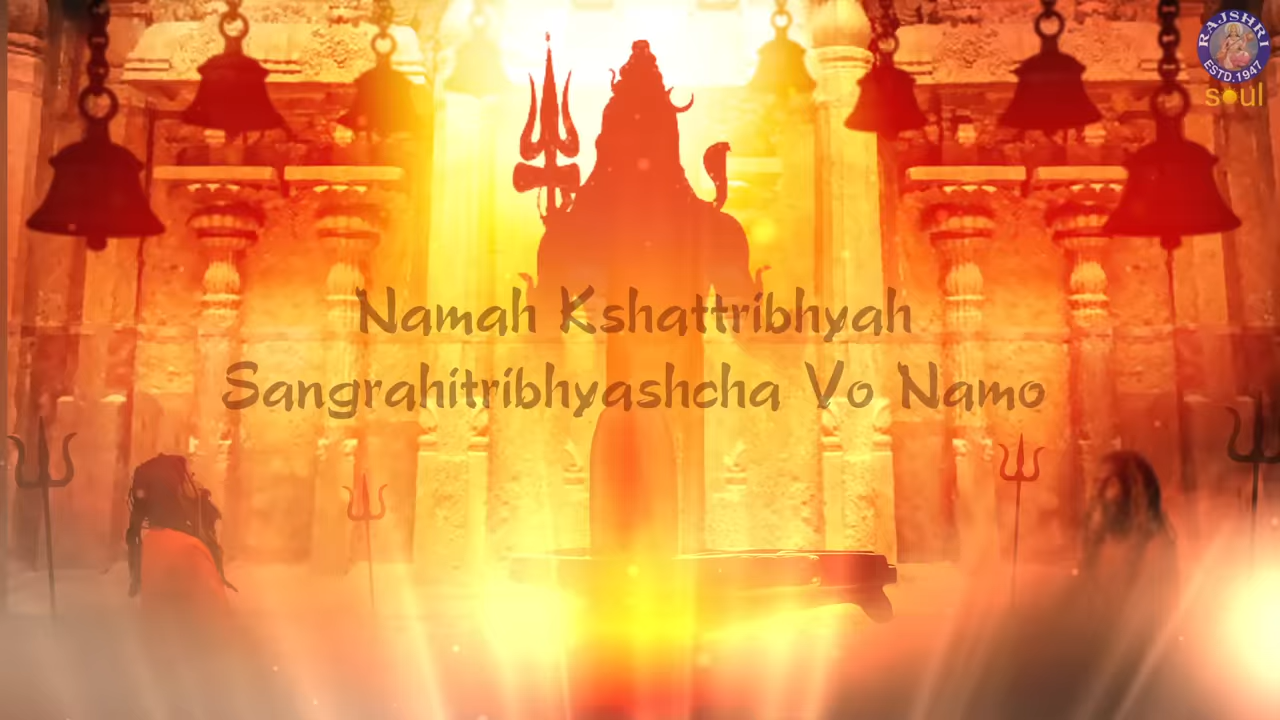 RAJSHRI
ESTD.1947
soul
Namah Kshattribhyah
Sangrahitribhyashcha Vo Namo